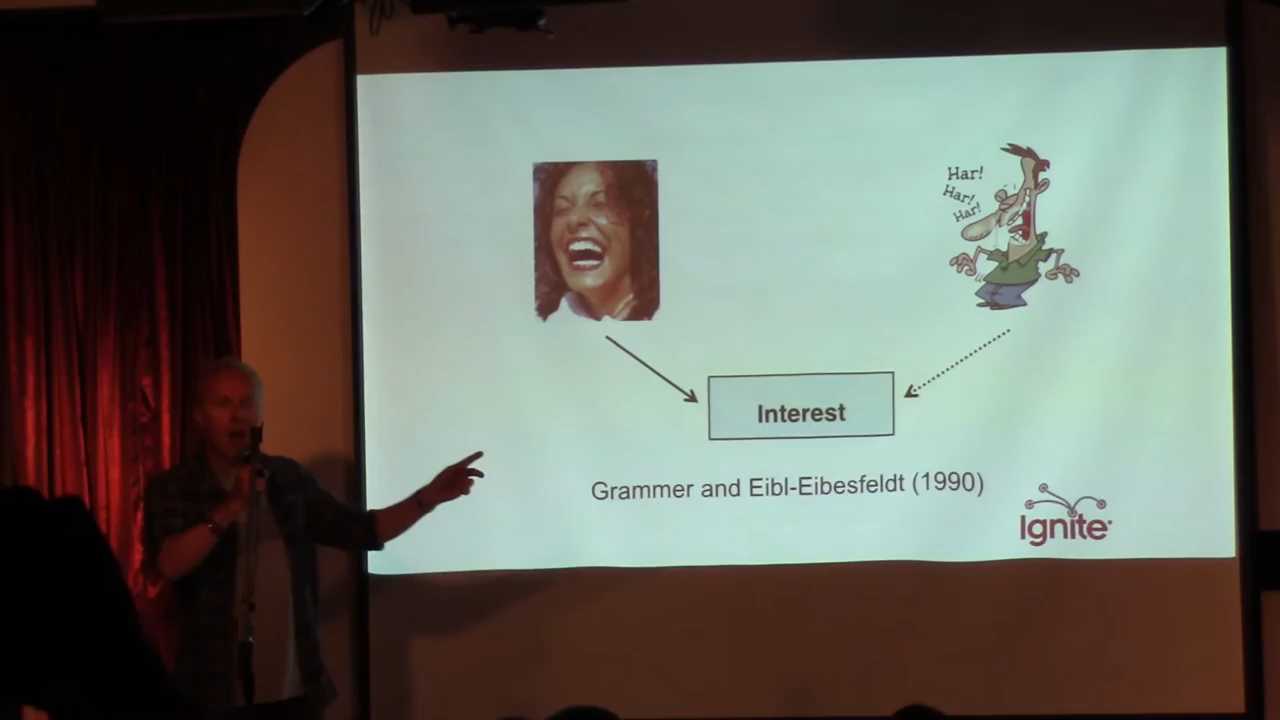 Har!
Har!
Har!
Interest
Grammer and Eibl-Eibesfeldt (1990)
Ignite